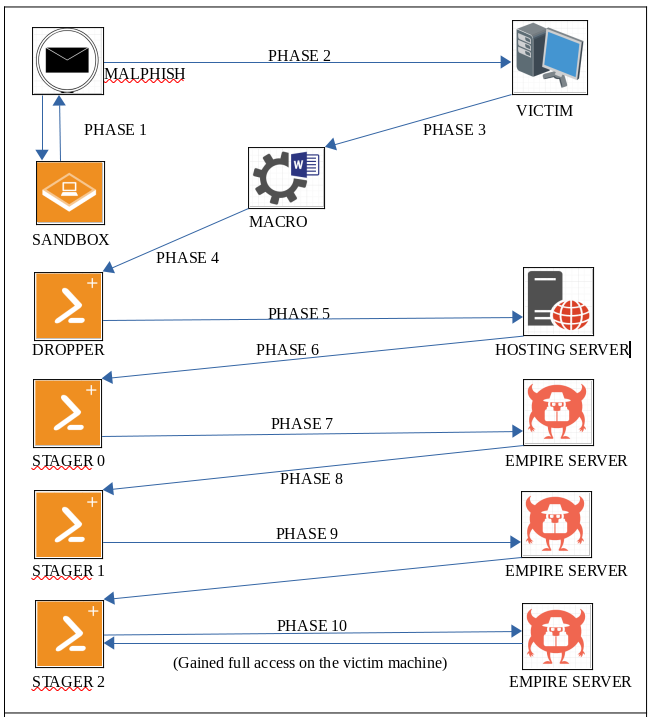 PHASE 2
MALPHISH
VICTIM
PHASE 1
PHASE 3
W
MACRO
SANDBOX
PHASE 4
PHASE 5
DROPPER
PHASE 6
HOSTING SERVER
PHASE 7
STAGER 0
EMPIRE SERVER
PHASE 8
PHASE 9
STAGER 1
EMPIRE SERVER
PHASE 10
(Gained full access on the victim machine)
STAGER 2
EMPIRE SERVER